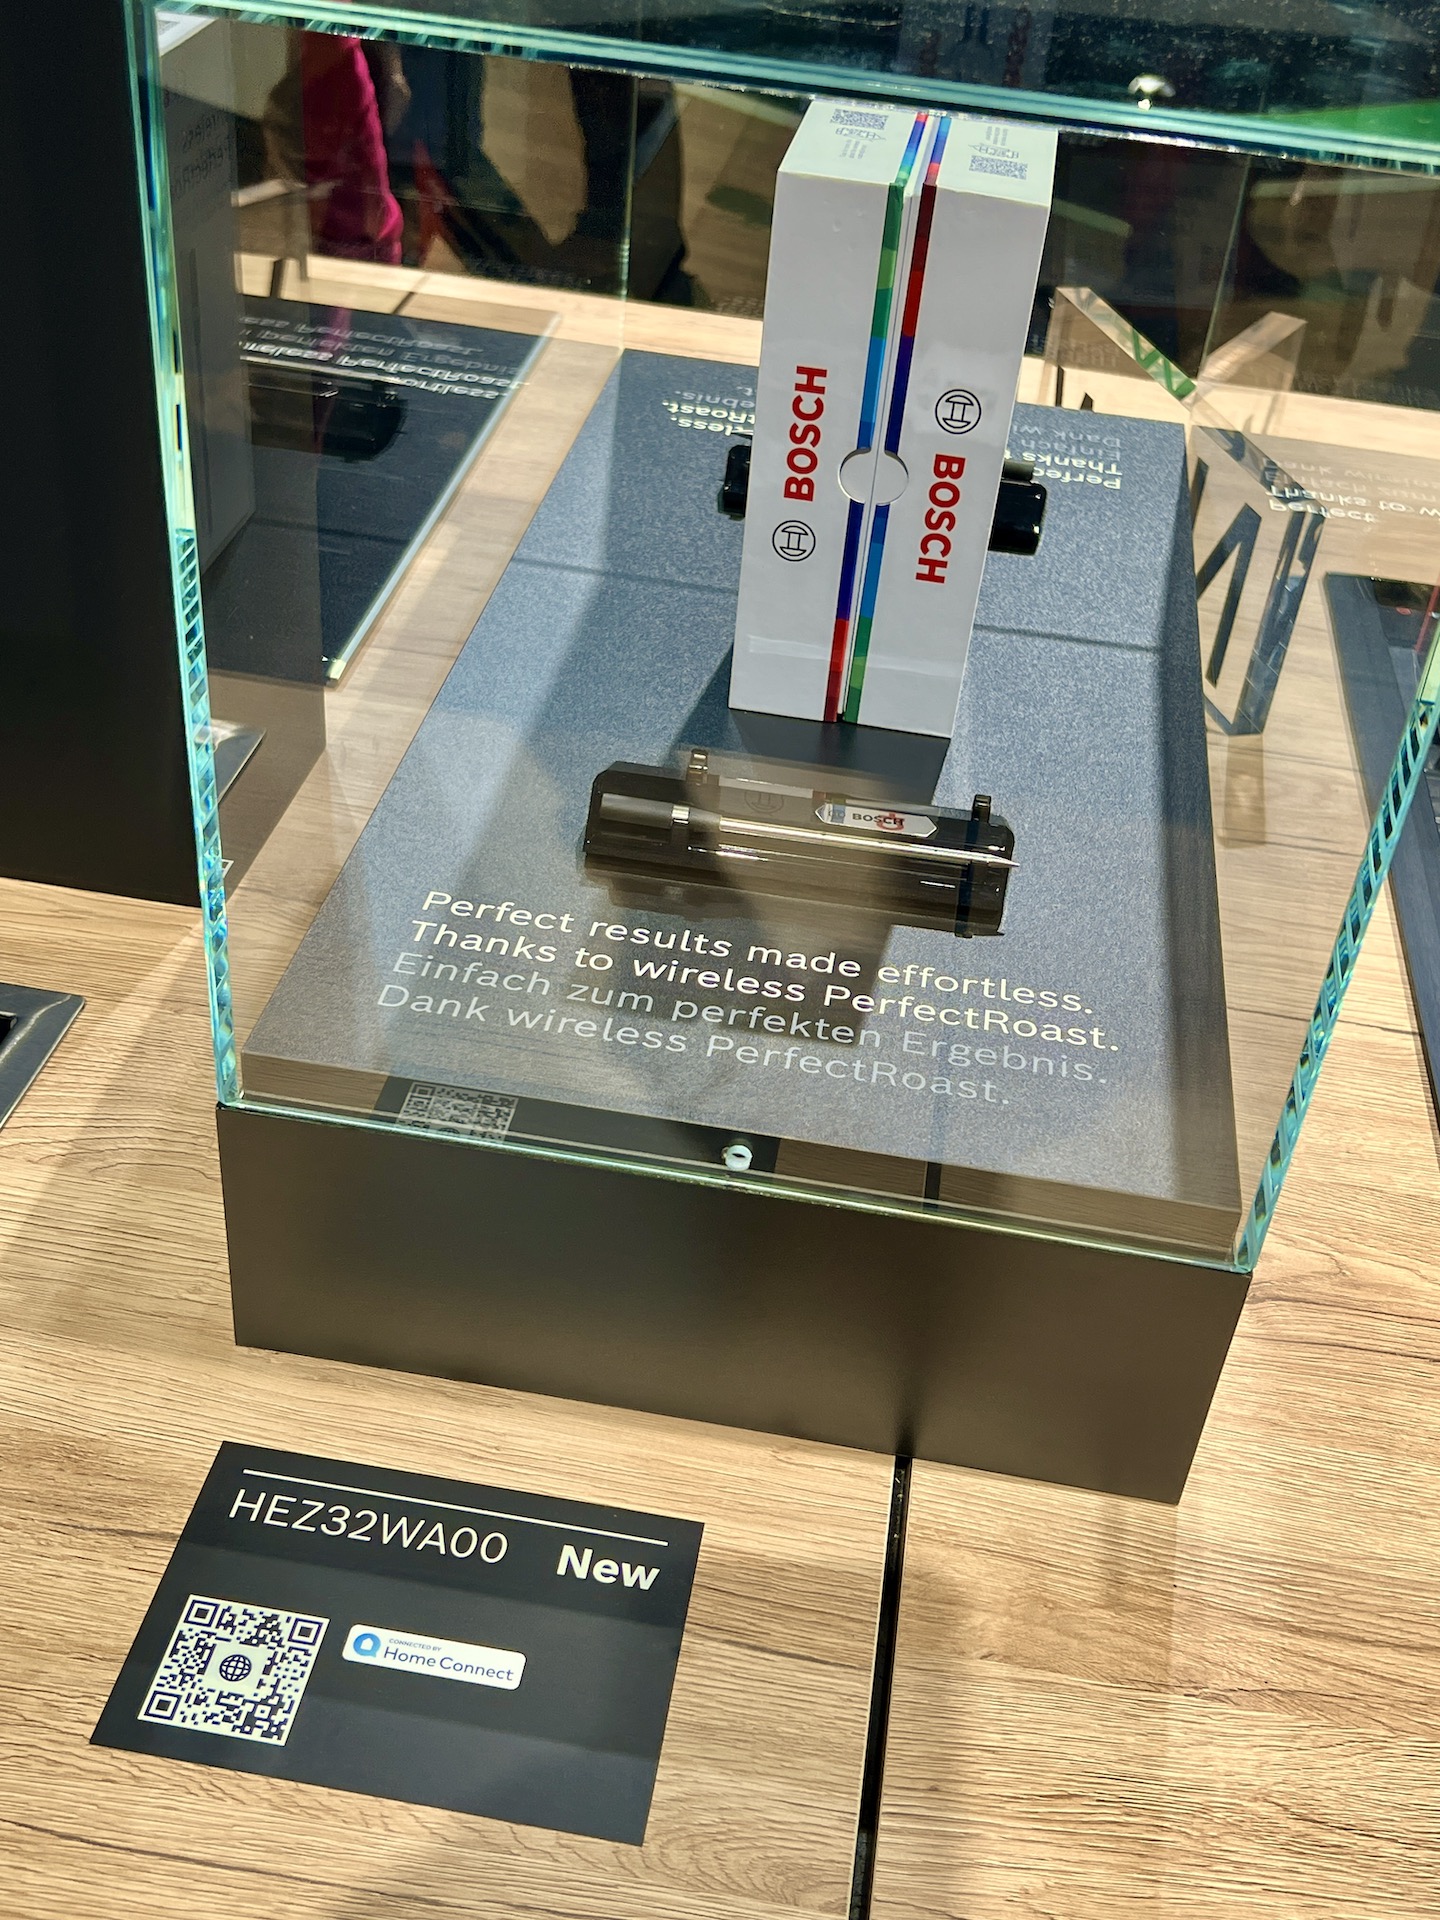 BOSCH
BOSCH
BOSCH
Perfect results made effortless.
Thanks to wireless PerfectRoast.
Einfach zum perfekten Ergebnis.
Dank wireless PerfectRoast.
HEZ32WA00 New
CONNECTED BY
Home Connect